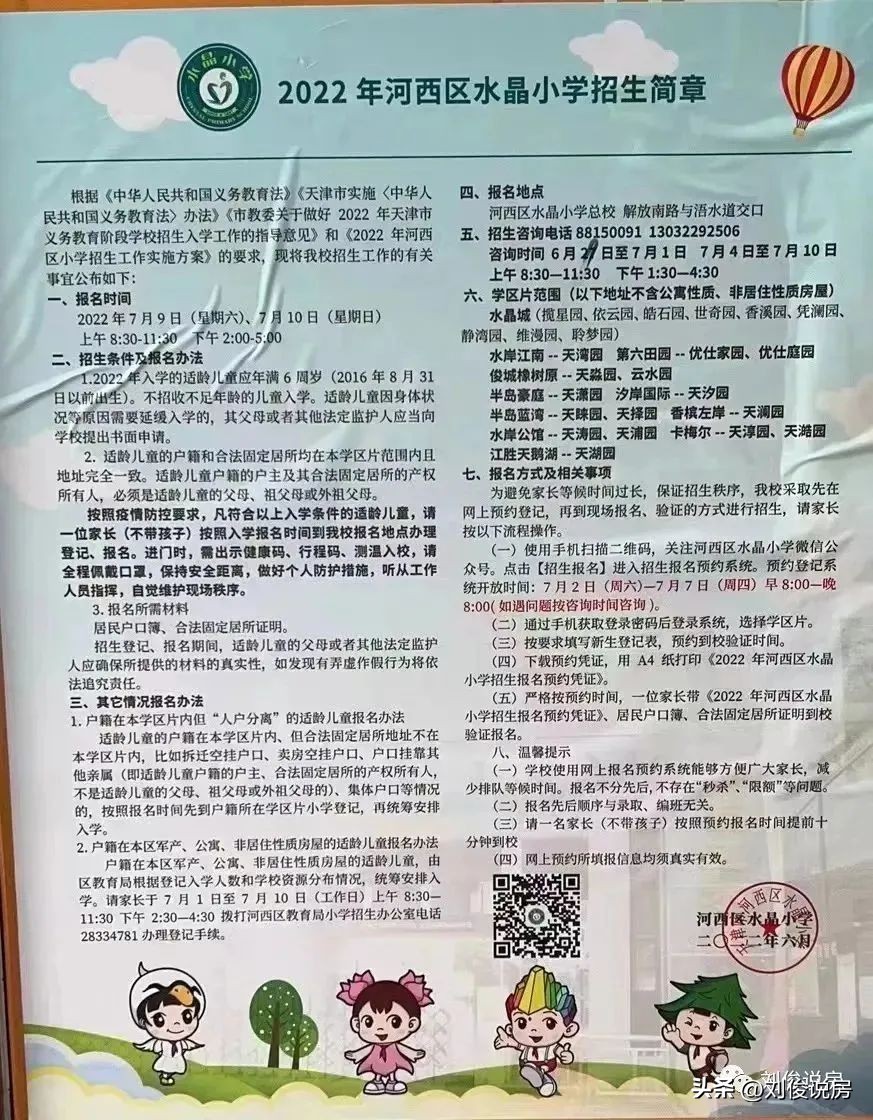 水晶小学
CRYSTAL PRIMARY SCHOOL
2022 年河西区水晶小学招生简章
根据《中华人民共和国义务教育法》《天津市实施〈中华人
民共和国义务教育法〉办法》《市教委关于做好 2022 年天津市
义务教育阶段学校招生入学工作的指导意见》和《2022 年河西
区小学招生工作实施方案》的要求，现将我校招生工作的有关
事宜公布如下：
一、报名时间
2022 年 7 月 9 日（星期六）、7 月 10 日（星期日）
上午 8:30-11:30 下午 2:00-5:00
二、招生条件及报名办法
1.2022 年入学的适龄儿童应年满 6 周岁（2016 年 8 月 31
日以前出生）。不招收不足年龄的儿童入学。适龄儿童因身体状
况等原因需要延缓入学的，其父母或者其他法定监护人应当向
学校提出书面申请。
2. 适龄儿童的户籍和合法固定居所均在本学区片范围内且
地址完全一致。适龄儿童户籍的户主及其合法固定居所的产权
所有人，必须是适龄儿童的父母、祖父母或外祖父母。
按照疫情防控要求，凡符合以上入学条件的适龄儿童，请
一位家长（不带孩子）按照入学报名时间到我校报名地点办理
登记、报名。进门时，需出示健康码、行程码、测温入校，请
全程佩戴口罩，保持安全距离，做好个人防护措施，听从工作
人员指挥，自觉维护现场秩序。
3. 报名所需材料
居民户口簿、合法固定居所证明。
招生登记、报名期间，适龄儿童的父母或者其他法定监护
人应确保所提供的材料的真实性，如发现有弄虚作假行为将依
法追究责任。
三、其它情况报名办法
1. 户籍在本学区片内但“人户分离”的适龄儿童报名办法
适龄儿童的户籍在本学区片内、但合法固定居所地址不在
本学区片内，比如拆迁空挂户口、卖房空挂户口、户口挂靠其
他亲属（即适龄儿童户籍的户主、合法固定居所的产权所有人，
不是适龄儿童的父母、祖父母或外祖父母的）、集体户口等情况
的，按照报名时间先到户籍所在学区片小学登记，再统筹安排
入学。
2. 户籍在本区军产、公寓、非居住性质房屋的适龄儿童报名办法
户籍在本区军产、公寓、非居住性质房屋的适龄儿童，由
区教育局根据登记入学人数和学校资源分布情况，统筹安排入
学。请家长于 7 月 1 日至 7 月 10 日（工作日）上午 8:30—
11:30 下午 2:30—4:30 拨打河西区教育局小学招生办公室电话
28334781 办理登记手续。
四、报名地点
河西区水晶小学总校 解放南路与浯水道交口
五、招生咨询电话 88150091 13032292506
咨询时间 6 月 27 日至 7 月 1 日 7 月 4 日至 7 月 10 日
上午 8:30—11:30 下午 1:30—4:30
六、学区片范围（以下地址不含公寓性质、非居住性质房屋）
水晶城（揽星园、依云园、皓石园、世奇园、香溪园、凭澜园、
静湾园、维漫园、聆梦园）
水岸江南 -- 天湾园 第六田园 -- 优仕家园、优仕庭园
俊城橡树原 -- 天淼园、云水园
半岛豪庭 -- 天潇园 汐岸国际 -- 天汐园
半岛蓝湾 -- 天睐园、天择园 香槟左岸 -- 天澜园
水岸公馆 -- 天涛园、天浦园 卡梅尔 -- 天淳园、天澔园
江胜天鹅湖 -- 天湖园
七、报名方式及相关事项
为避免家长等候时间过长，保证招生秩序，我校采取先在
网上预约登记，再到现场报名、验证的方式进行招生，请家长
按以下流程操作。
（一）使用手机扫描二维码，关注河西区水晶小学微信公
众号。点击【招生报名】进入招生报名预约系统。预约登记系
统开放时间：7 月 2 日（周六）—7 月 7 日（周四）早 8:00—晚
8:00( 如遇问题按咨询时间咨询 )。
（二）通过手机获取登录密码后登录系统，选择学区片。
（三）按要求填写新生登记表，预约到校验证时间。
（四）下载预约凭证，用 A4 纸打印《2022 年河西区水晶
小学招生报名预约凭证》。
（五）严格按预约时间，一位家长带《2022 年河西区水晶
小学招生报名预约凭证》、居民户口簿、合法固定居所证明到校
验证报名。
八、温馨提示
（一）学校使用网上报名预约系统能够方便广大家长，减
少排队等候时间。报名不分先后，不存在“秒杀”、“限额”等问题。
（二）报名先后顺序与录取、编班无关。
（三）请一名家长（不带孩子）按照预约报名时间提前十
分钟到校
（四）网上预约所填报信息均须真实有效。
河西区水晶小学
二〇二二年六月
刘俊说房
头条 @刘俊说房